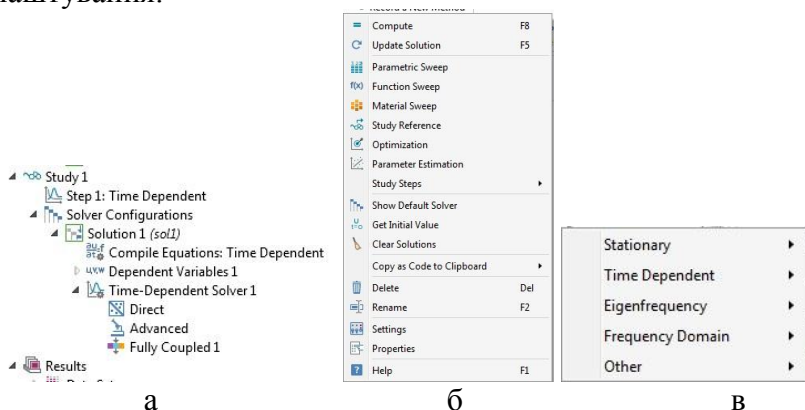 Record a New Method
Compute F8
Update Solution F5
Parametric Sweep
f(x) Function Sweep
Material Sweep
Study Reference
Optimization
Parameter Estimation
Study Steps
Show Default Solver
Get Initial Value
Clear Solutions
Copy as Code to Clipboard
Delete Del
Rename F2
Settings
Properties
? Help F1
Study 1
Step 1: Time Dependent
Solver Configurations
Solution 1 (sol1)
Compile Equations: Time Dependent
u,v,w Dependent Variables 1
Time-Dependent Solver 1
Direct
Advanced
Fully Coupled 1
Results
Stationary
Time Dependent
Eigenfrequency
Frequency Domain
Other
а б в